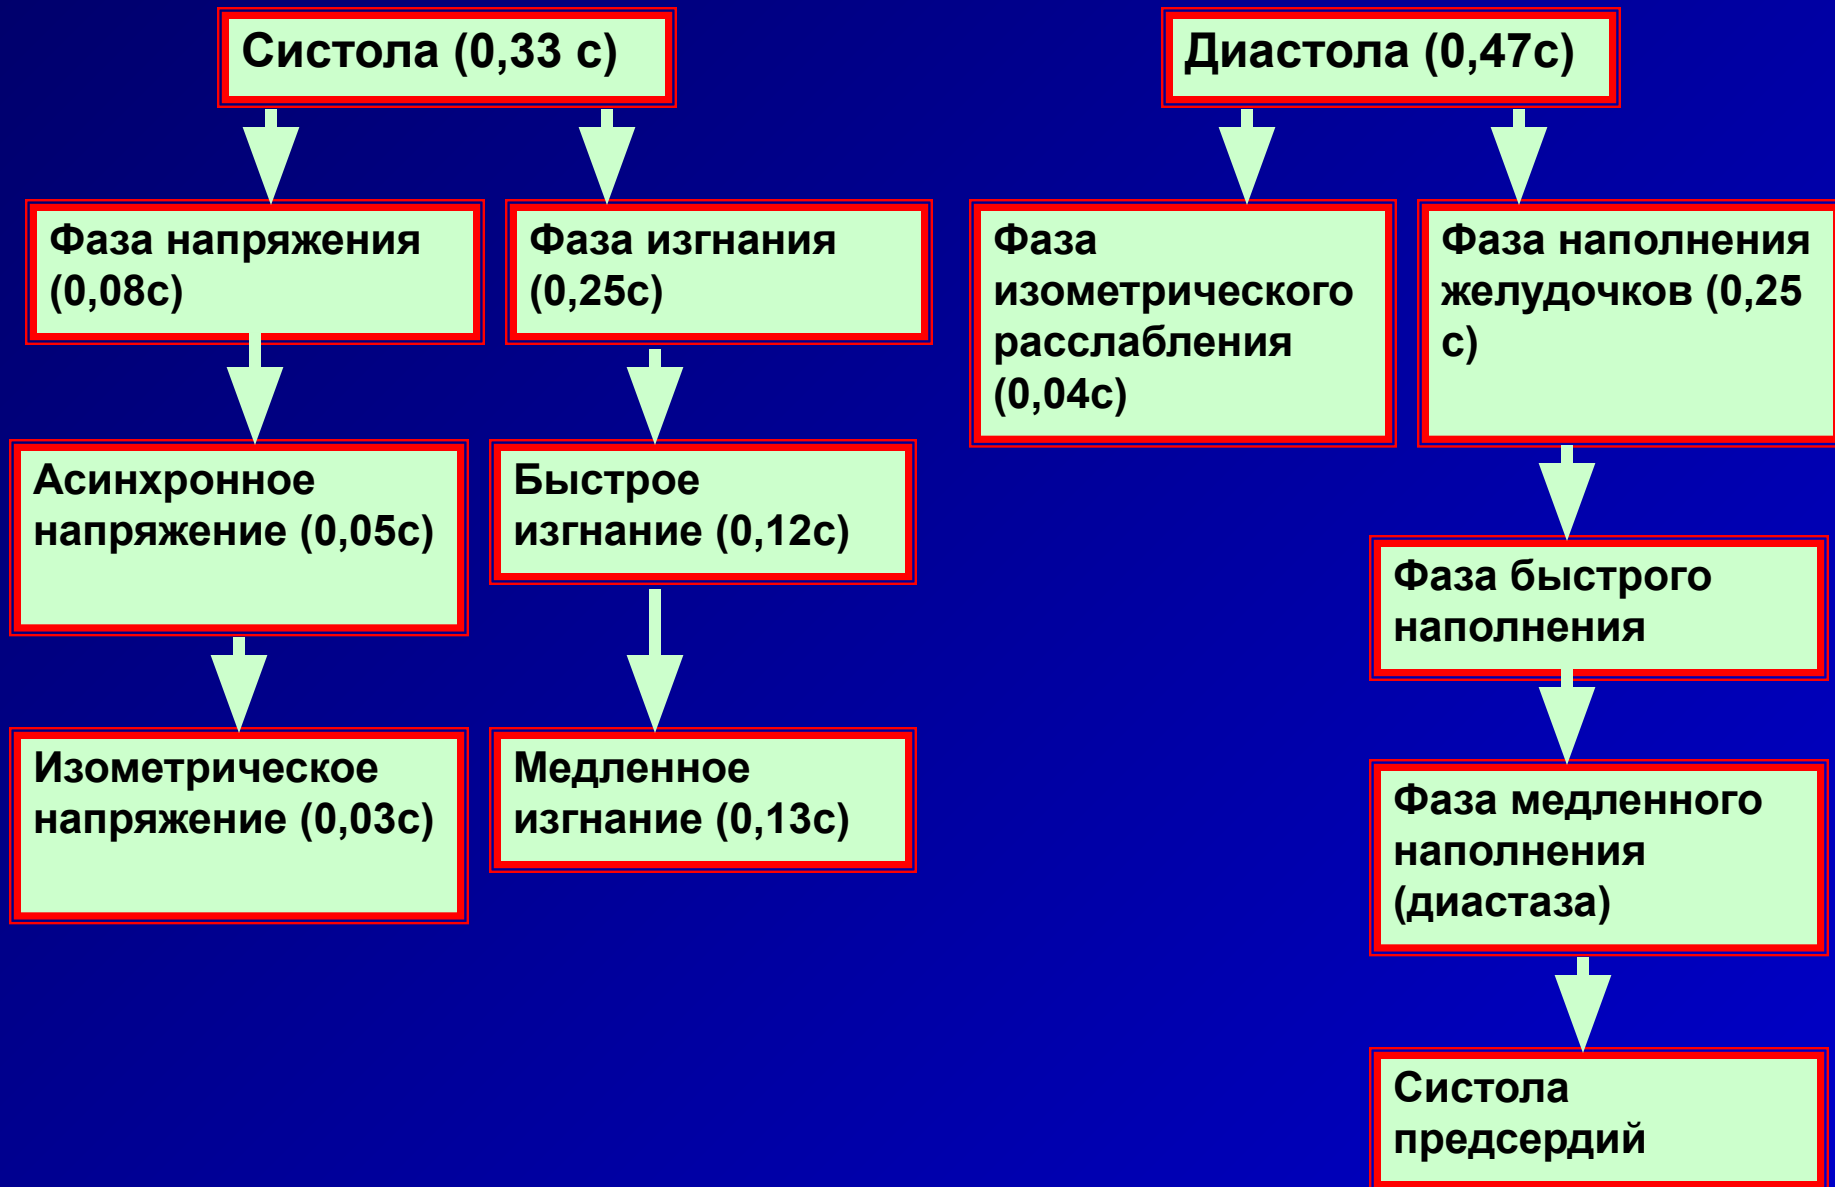 Систола (0,33 с)
Диастола (0,47с)
Фаза напряжения
(0,08с)
Фаза изгнания
(0,25с)
Фаза
изометрического
расслабления
(0,04с)
Фаза наполнения
желудочков (0,25
с)
Асинхронное
напряжение (0,05с)
Быстрое
изгнание (0,12с)
Фаза быстрого
наполнения
Изометрическое
напряжение (0,03с)
Медленное
изгнание (0,13с)
Фаза медленного
наполнения
(диастаза)
Систола
предсердий